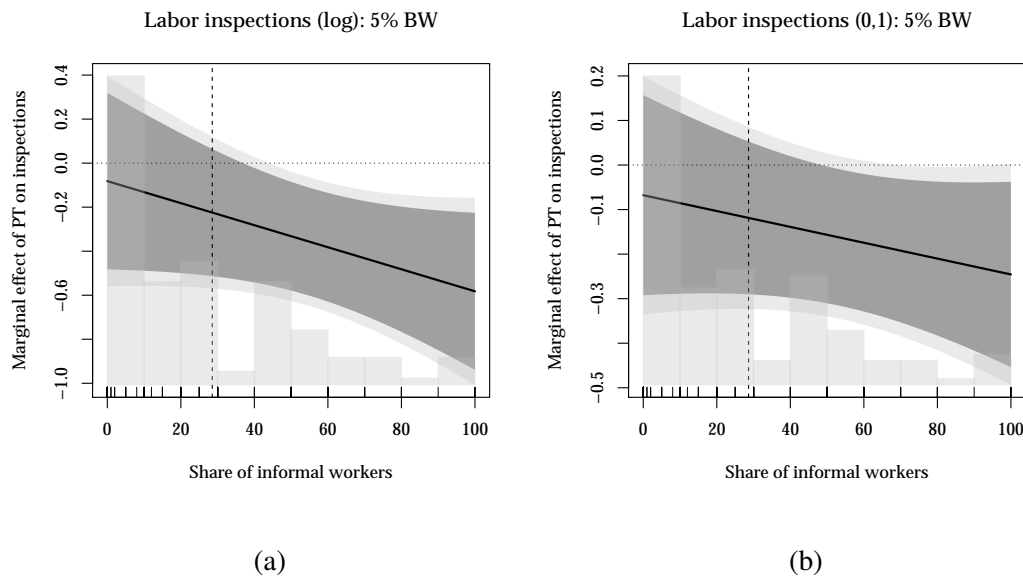 Labor inspections (log): 5% BW
Marginal effect of PT on inspections
0.4
0.2
0.0
−0.2
−0.6
−1.0
0 20 40 60 80 100
Share of informal workers
(a)
Labor inspections (0,1): 5% BW
Marginal effect of PT on inspections
0.2
0.1
0.0
−0.1
−0.3
−0.5
0 20 40 60 80 100
Share of informal workers
(b)